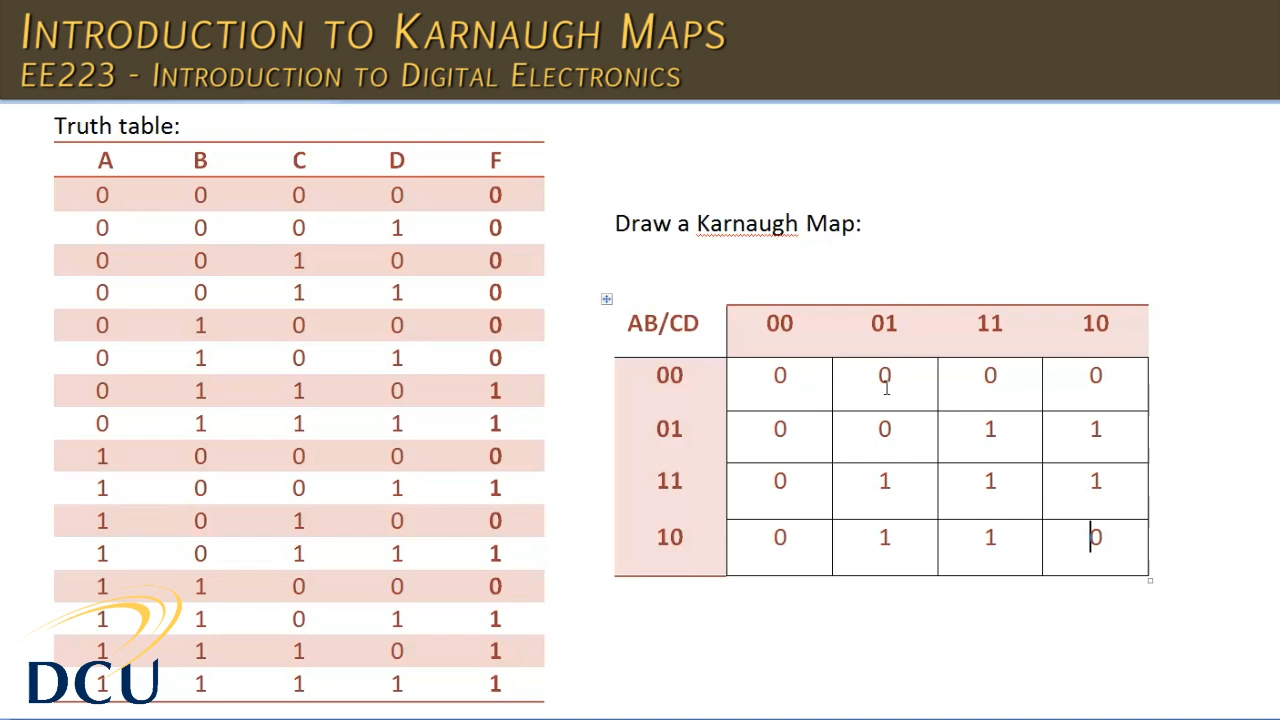 INTRODUCTION TO KARNAUGH MAPS
EE223 - INTRODUCTION TO DIGITAL ELECTRONICS
Truth table:
A B C D F
0 0 0 0 0
0 0 0 1 0
0 0 1 0 0
0 0 1 1 0
0 1 0 0 0
0 1 0 1 0
0 1 1 0 1
0 1 1 1 1
1 0 0 0 0
1 0 0 1 1
1 0 1 0 0
1 0 1 1 1
1 1 0 0 0
1 1 0 1 1
1 1 1 0 1
1 1 1 1 1
DCU
Draw a Karnaugh Map:
AB/CD 00 01 11 10
00 0 0 0 0
01 0 0 1 1
11 0 1 1 1
10 0 1 1 0